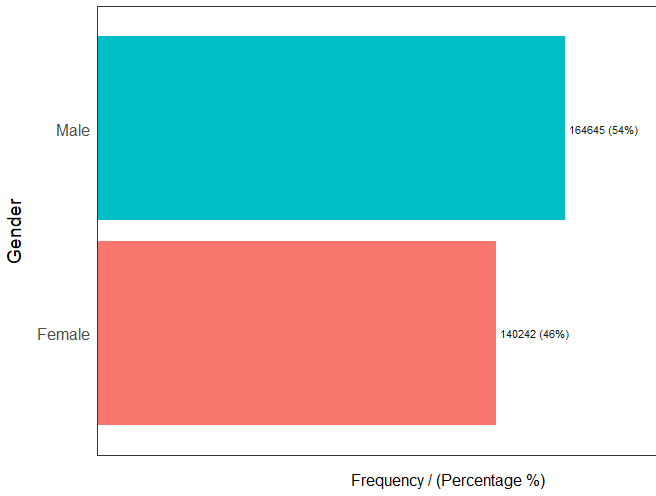 Gender
Male
164645 (54%)
Female
140242 (46%)
Frequency / (Percentage %)